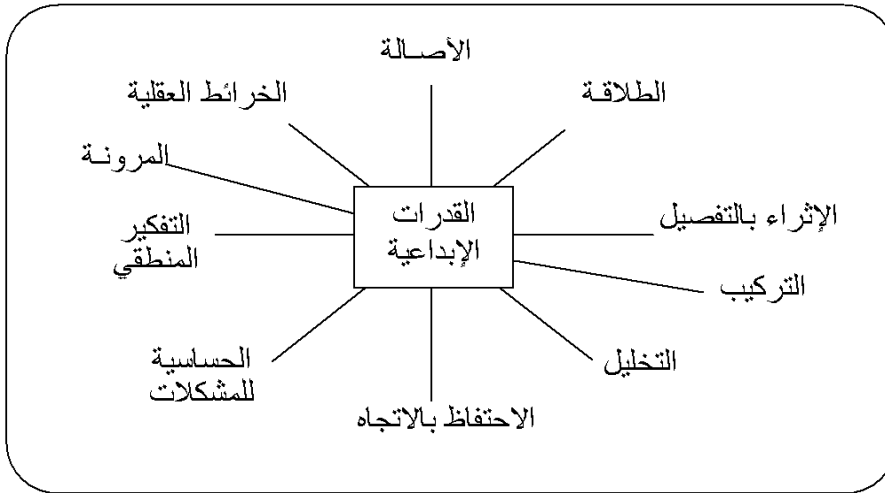 الأصالة
الطلاقة
الخرائط العقلية
المرونة
القدرات
الإبداعية
الإثراء بالتفصيل
التفكير
المنطقي
التركيب
الحساسية
للمشكلات
التخليل
الاحتفاظ بالاتجاه